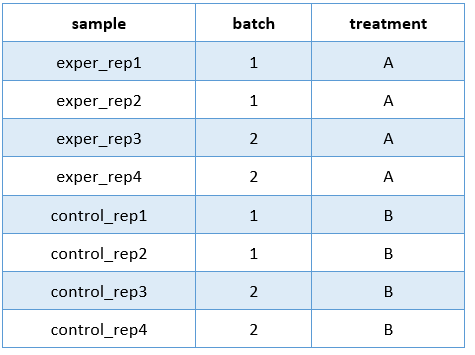 sample batch treatment
exper_rep1 1 A
exper_rep2 1 A
exper_rep3 2 A
exper_rep4 2 A
control_rep1 1 B
control_rep2 1 B
control_rep3 2 B
control_rep4 2 B